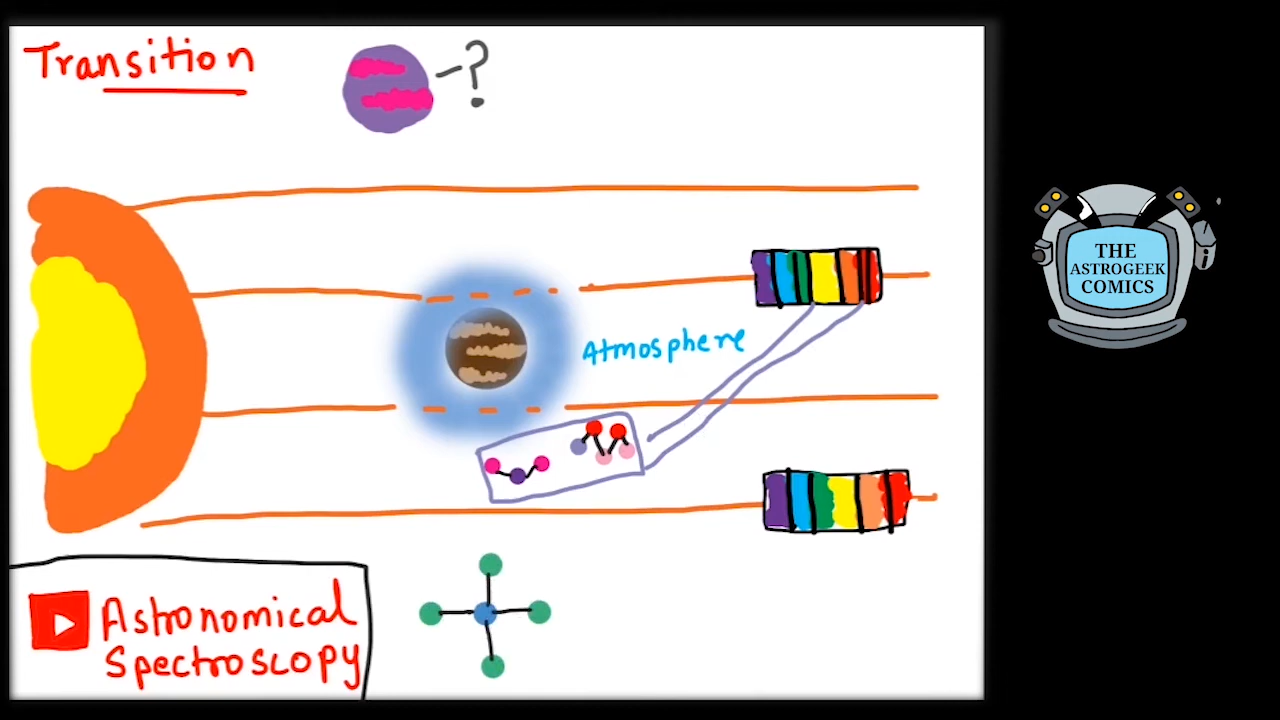 Transition
?
Atmosphere
Astronomical
Spectroscopy
THE
ASTROGEEK
COMICS